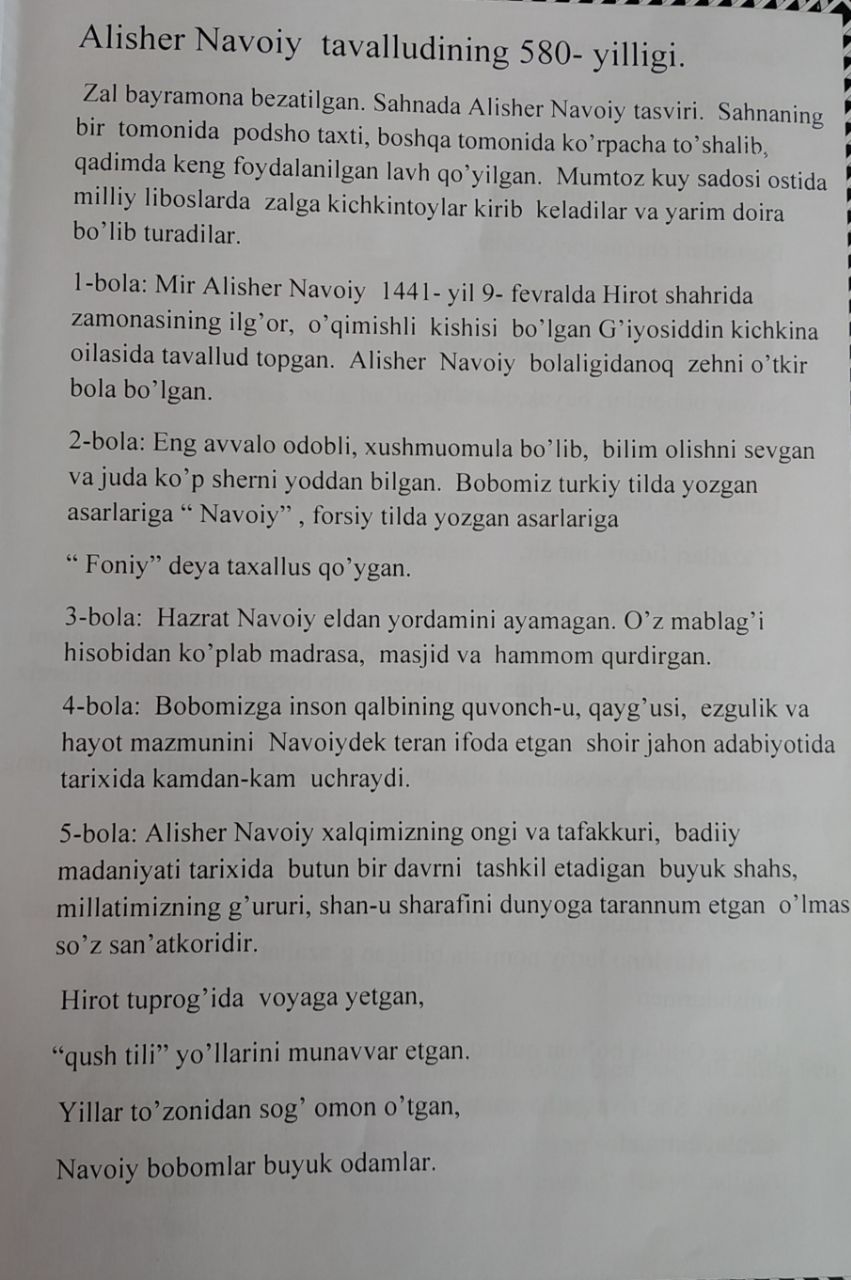 Alisher Navoiy tavalludining 580- yilligi.
Zal bayramona bezatilgan. Sahnada Alisher Navoiy tasviri. Sahnaning
bir tomonida podsho taxti, boshqa tomonida ko’rpacha to’shalib,
qadimda keng foydalanilgan lavh qo’yilgan. Mumtoz kuy sadosi ostida
milliy liboslarda zalga kichkintoylar kirib keladilar va yarim doira
bo’lib turadilar.
1-bola: Mir Alisher Navoiy 1441- yil 9- fevralda Hirot shahrida
zamonasining ilg’or, o’qimishli kishisi bo’lgan G’iyosiddin kichkina
oilasida tavallud topgan. Alisher Navoiy bolaligidanoq zehni o’tkir
bola bo’lgan.
2-bola: Eng avvalo odobli, xushmuomula bo’lib, bilim olishni sevgan
va juda ko’p sherni yoddan bilgan. Bobomiz turkiy tilda yozgan
asarlariga “ Navoiy” , forsiy tilda yozgan asarlariga
“ Foniy” deya taxallus qo’ygan.
3-bola: Hazrat Navoiy eldan yordamini ayamagan. O’z mablag’i
hisobidan ko’plab madrasa, masjid va hammom qurdirgan.
4-bola: Bobomizga inson qalbining quvonch-u, qayg’usi, ezgulik va
hayot mazmunini Navoiydek teran ifoda etgan shoir jahon adabiyotida
tarixida kamdan-kam uchraydi.
5-bola: Alisher Navoiy xalqimizning ongi va tafakkuri, badiiy
madaniyati tarixida butun bir davrni tashkil etadigan buyuk shahs,
millatimizning g’ururi, shan-u sharafini dunyoga tarannum etgan o’lmas
so’z san’atkoridir.
Hirot tuprog’ida voyaga yetgan,
“qush tili” yo’llarini munavvar etgan.
Yillar to’zonidan sog’ omon o’tgan,
Navoiy bobomlar buyuk odamlar.